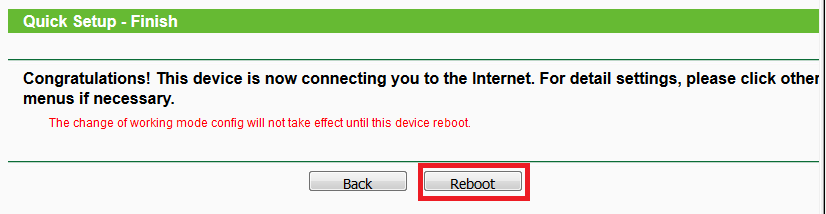 Quick Setup - Finish
Congratulations! This device is now connecting you to the Internet. For detail settings, please click other
menus if necessary.
The change of working mode config will not take effect until this device reboot.
Back Reboot